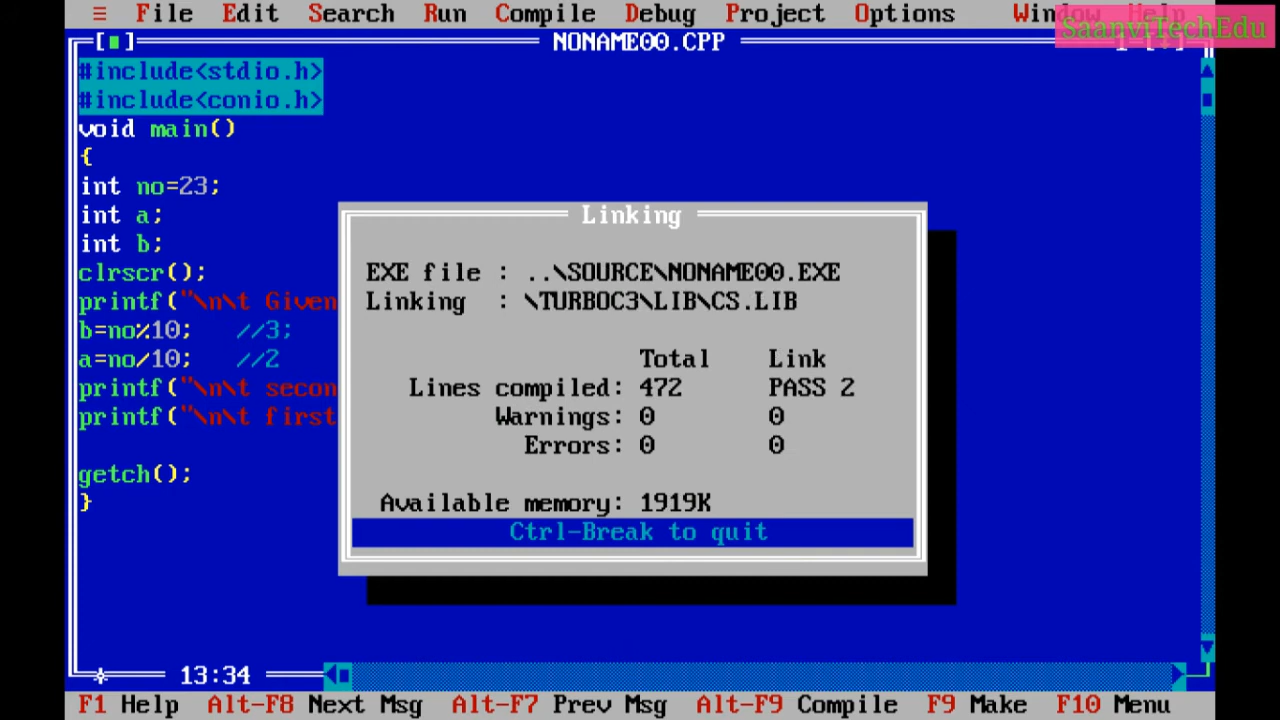 ≡ File Edit Search Run Compile Debug Project Options Window Help
SaanviTechEdu
[■] NONAME00.CPP
#include<stdio.h>
#include<conio.h>
void main()
{
int no=23;
int a;
int b;
clrscr();
printf("\n\t Given
b=no%10; //3;
a=no/10; //2
printf("\n\t secon
printf("\n\t first
getch();
}
Linking
EXE file : ..\SOURCE\NONAME00.EXE
Linking : \TURBOC3\LIB\CS.LIB
Total Link
Lines compiled: 472 PASS 2
Warnings: 0 0
Errors: 0 0
Available memory: 1919K
Ctrl-Break to quit
13:34
F1 Help Alt-F8 Next Msg Alt-F7 Prev Msg Alt-F9 Compile F9 Make F10 Menu